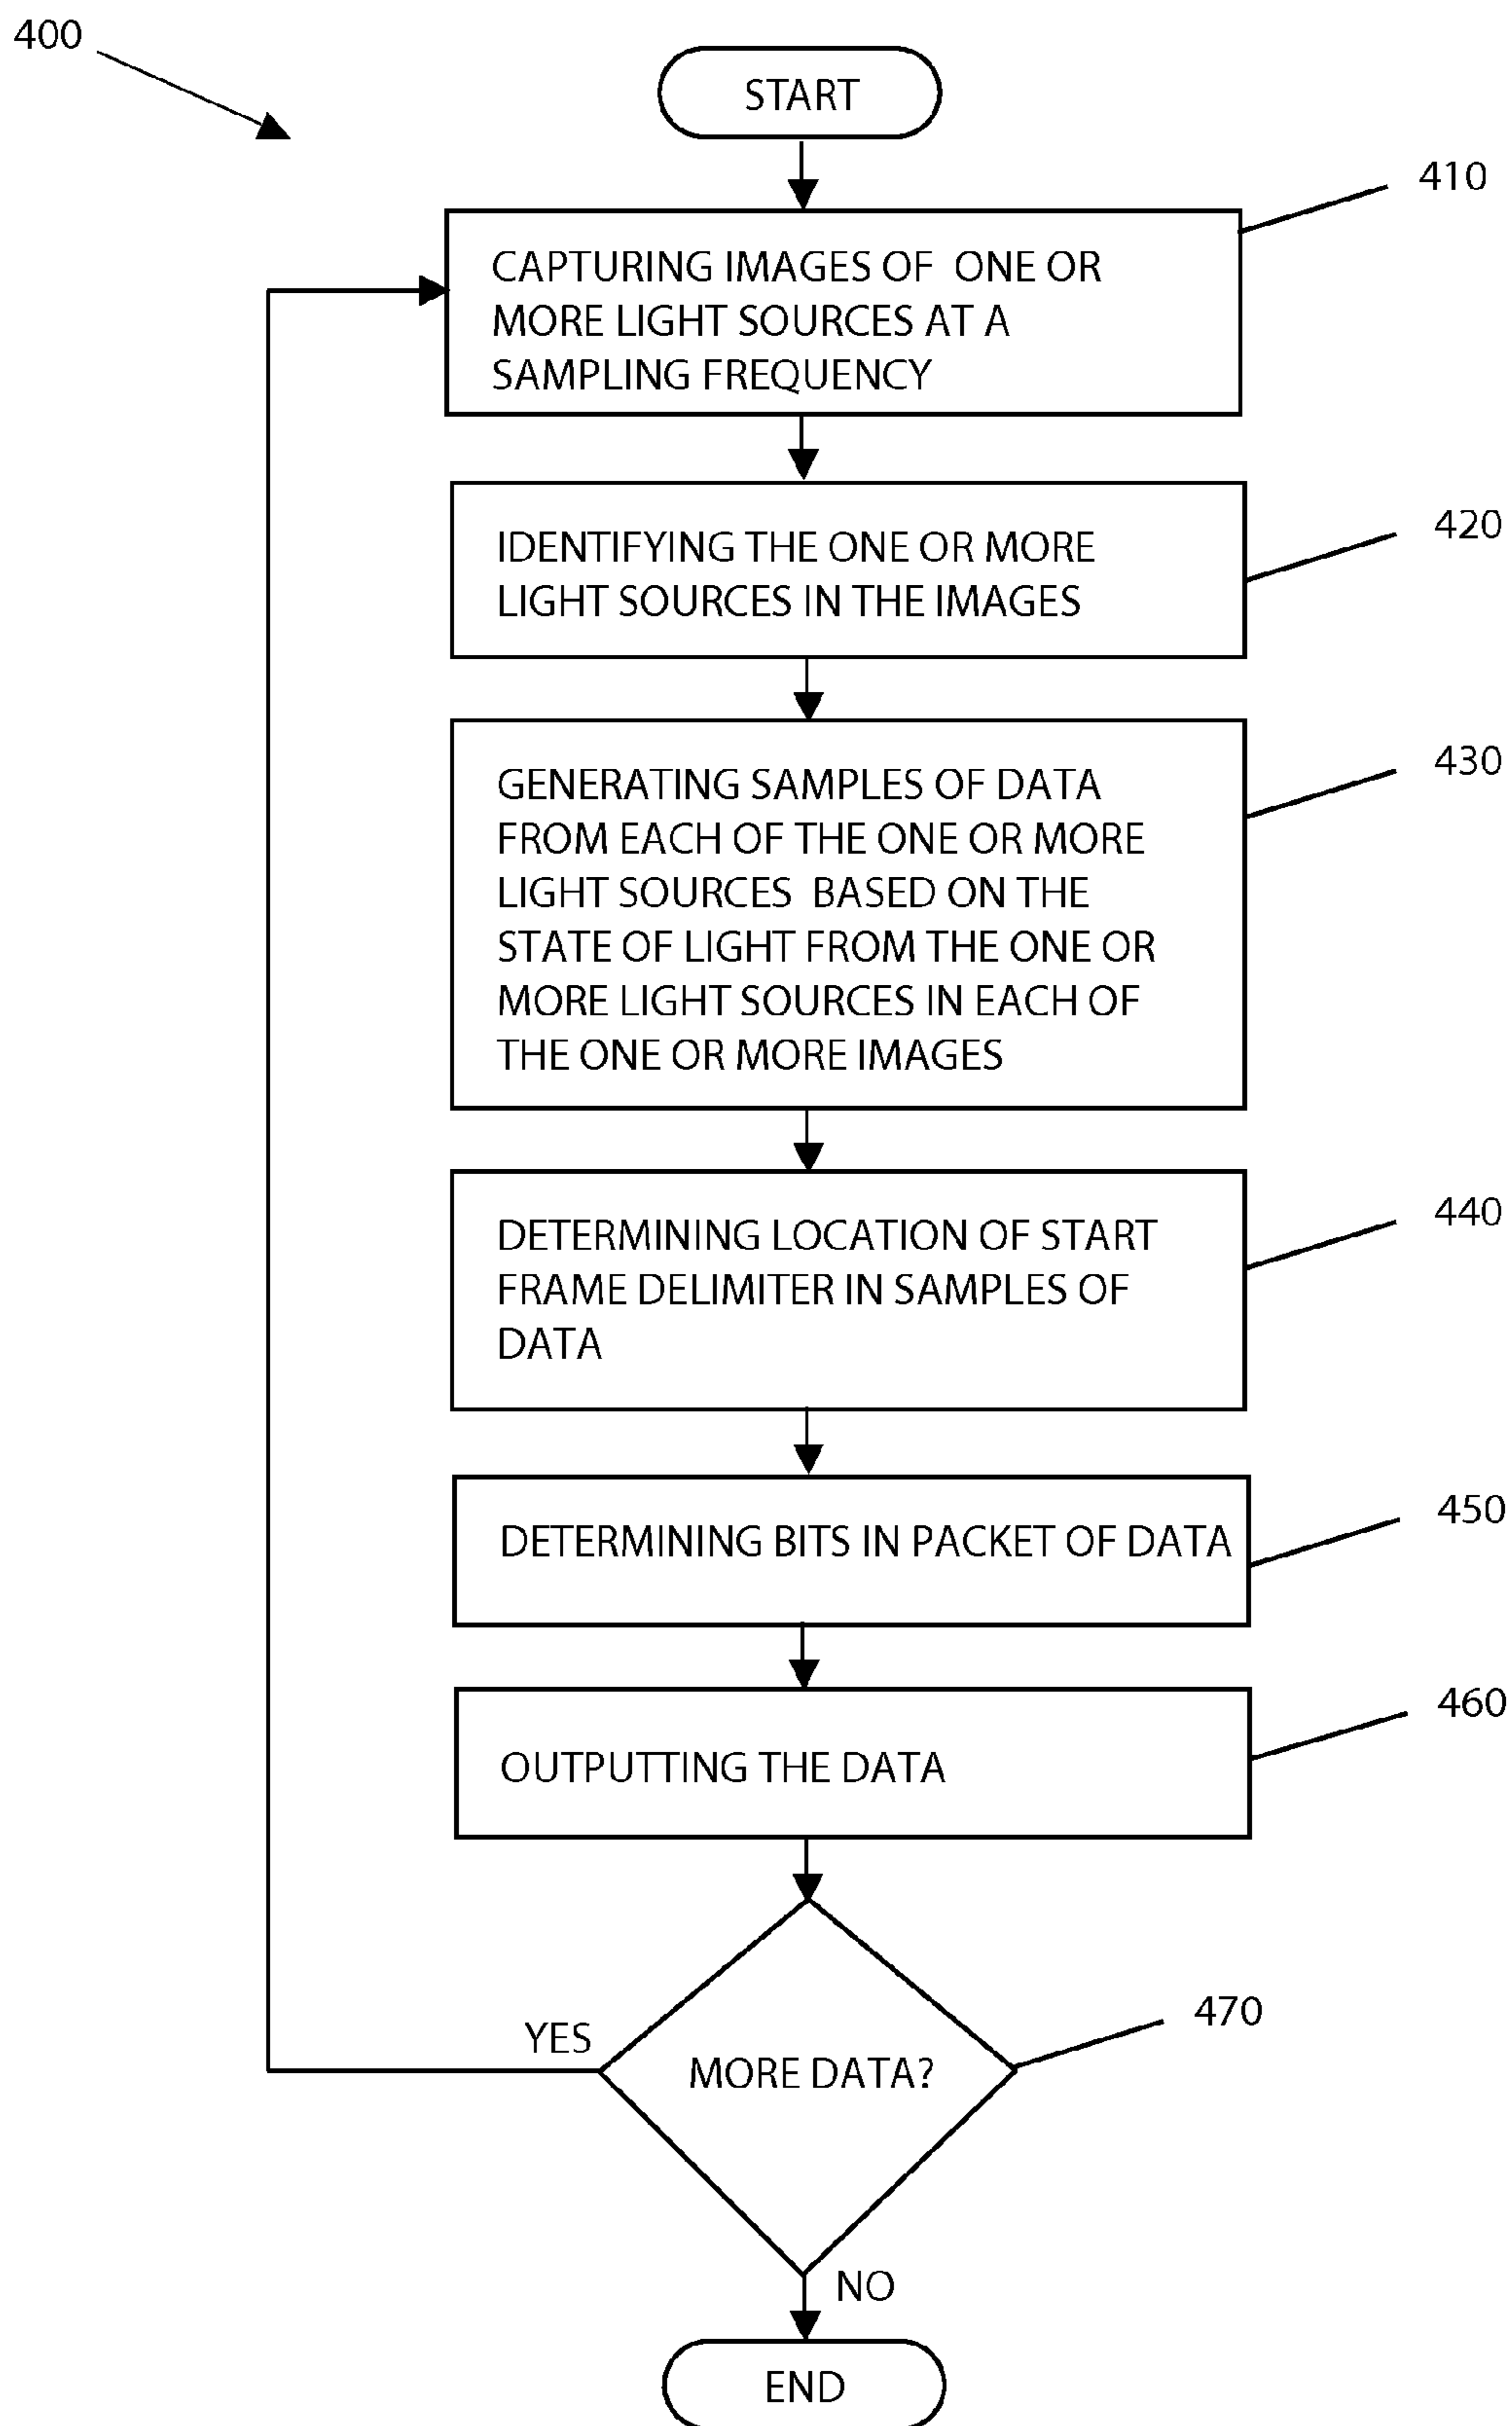 400
START
410
CAPTURING IMAGES OF ONE OR
MORE LIGHT SOURCES AT A
SAMPLING FREQUENCY
420
IDENTIFYING THE ONE OR MORE
LIGHT SOURCES IN THE IMAGES
430
GENERATING SAMPLES OF DATA
FROM EACH OF THE ONE OR MORE
LIGHT SOURCES BASED ON THE
STATE OF LIGHT FROM THE ONE OR
MORE LIGHT SOURCES IN EACH OF
THE ONE OR MORE IMAGES
440
DETERMINING LOCATION OF START
FRAME DELIMITER IN SAMPLES OF
DATA
450
DETERMINING BITS IN PACKET OF DATA
460
OUTPUTTING THE DATA
470
YES
MORE DATA?
NO
END